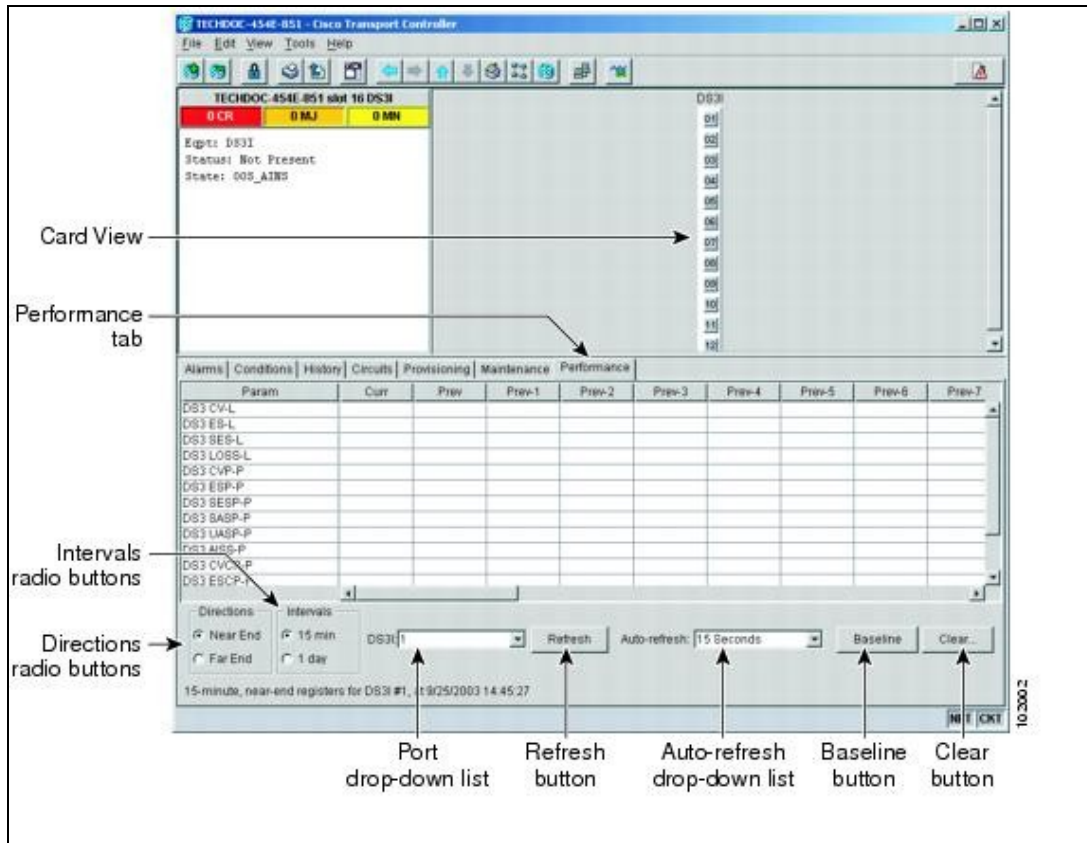 TECHDOC-454E-851 - Cisco Transport Controller
File Edit View Tools Help
TECHDOC-454E-851 slot 16 DS3I
0 CR 0 MJ 0 MN
Eqpt: DS3I
Status: Not Present
State: OOS_AINS
DS3I
01
02
03
04
05
06
07
08
09
10
11
12
Card View
Performance
tab
Alarms Conditions History Circuits Provisioning Maintenance Performance
Param Curr Prev Prev-1 Prev-2 Prev-3 Prev-4 Prev-5 Prev-6 Prev-7
DS3 CV-L
DS3 ES-L
DS3 SES-L
DS3 LOSS-L
DS3 CVP-P
DS3 ESP-P
DS3 SESP-P
DS3 SASP-P
DS3 UASP-P
DS3 AISS-P
DS3 CVCP-P
DS3 ESCP-P
Intervals
radio buttons
Directions
radio buttons
Directions Intervals
Near End 15 min DS3I: 1 Refresh Auto-refresh: 15 Seconds Baseline Clear...
Far End 1 day
15-minute, near-end registers for DS3I #1, at 9/25/2003 14:45:27
NET CKT
102002
Port
drop-down list
Refresh
button
Auto-refresh
drop-down list
Baseline
button
Clear
button